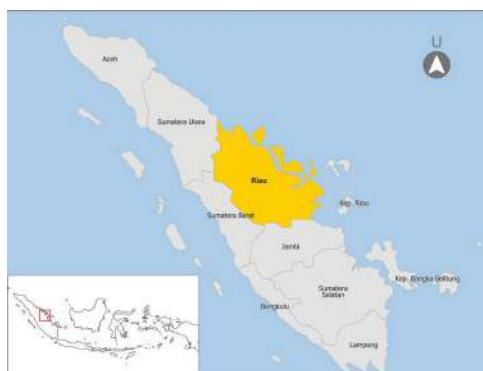 U
Aceh
Sumatera Utara
Riau
Kep. Riau
Sumatera Barat
Jambi
Kep. Bangka Belitung
Sumatera
Selatan
Bengkulu
Lampung